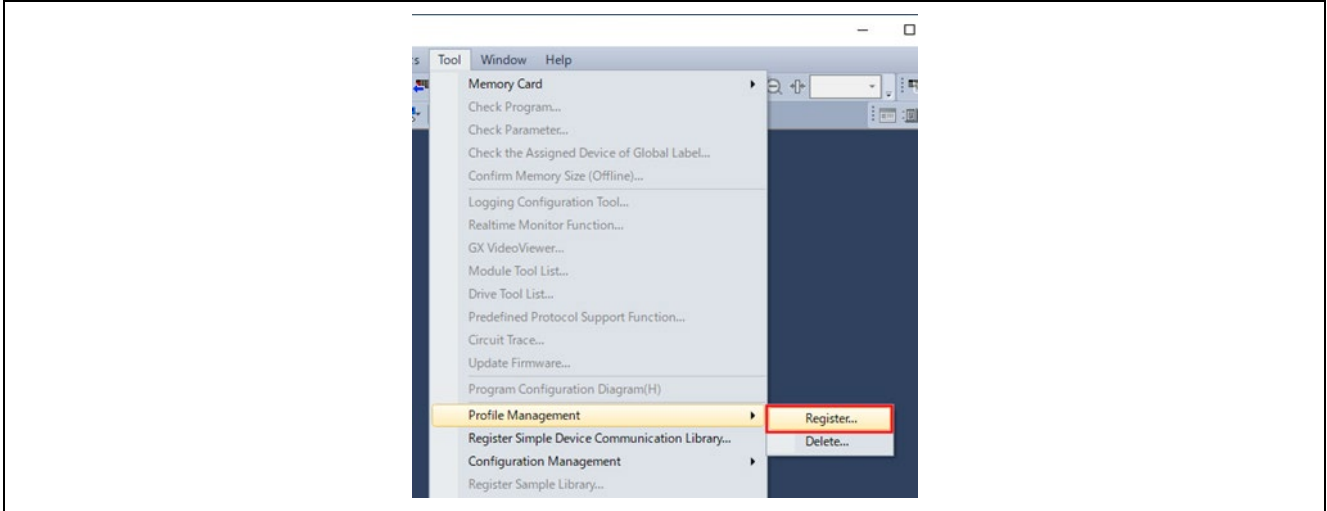 s Tool Window Help
Memory Card
Check Program...
Check Parameter...
Check the Assigned Device of Global Label...
Confirm Memory Size (Offline)...
Logging Configuration Tool...
Realtime Monitor Function...
GX VideoViewer...
Module Tool List...
Drive Tool List...
Predefined Protocol Support Function...
Circuit Trace...
Update Firmware...
Program Configuration Diagram(H)
Profile Management
Register...
Register Simple Device Communication Library...
Delete...
Configuration Management
Register Sample Library...